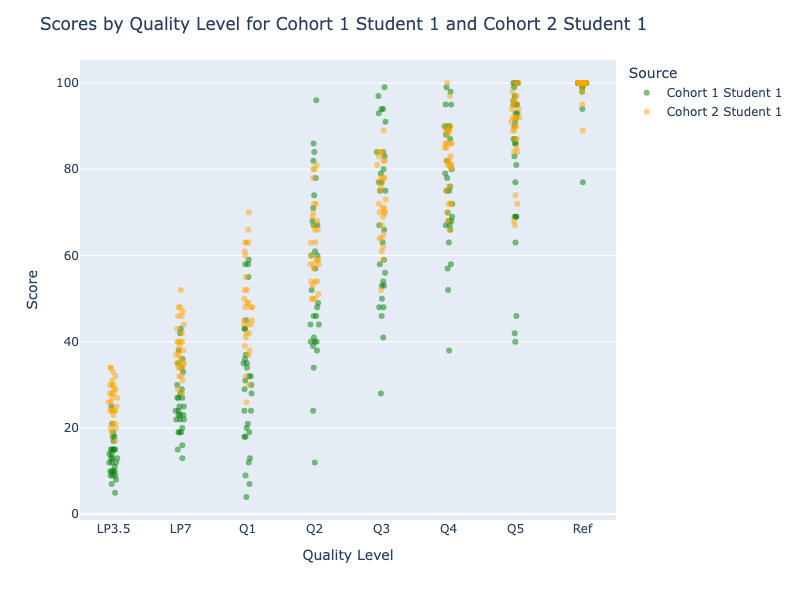 Scores by Quality Level for Cohort 1 Student 1 and Cohort 2 Student 1
Source
Cohort 1 Student 1
Cohort 2 Student 1
Score
100
80
60
40
20
0
LP3.5 LP7 Q1 Q2 Q3 Q4 Q5 Ref
Quality Level